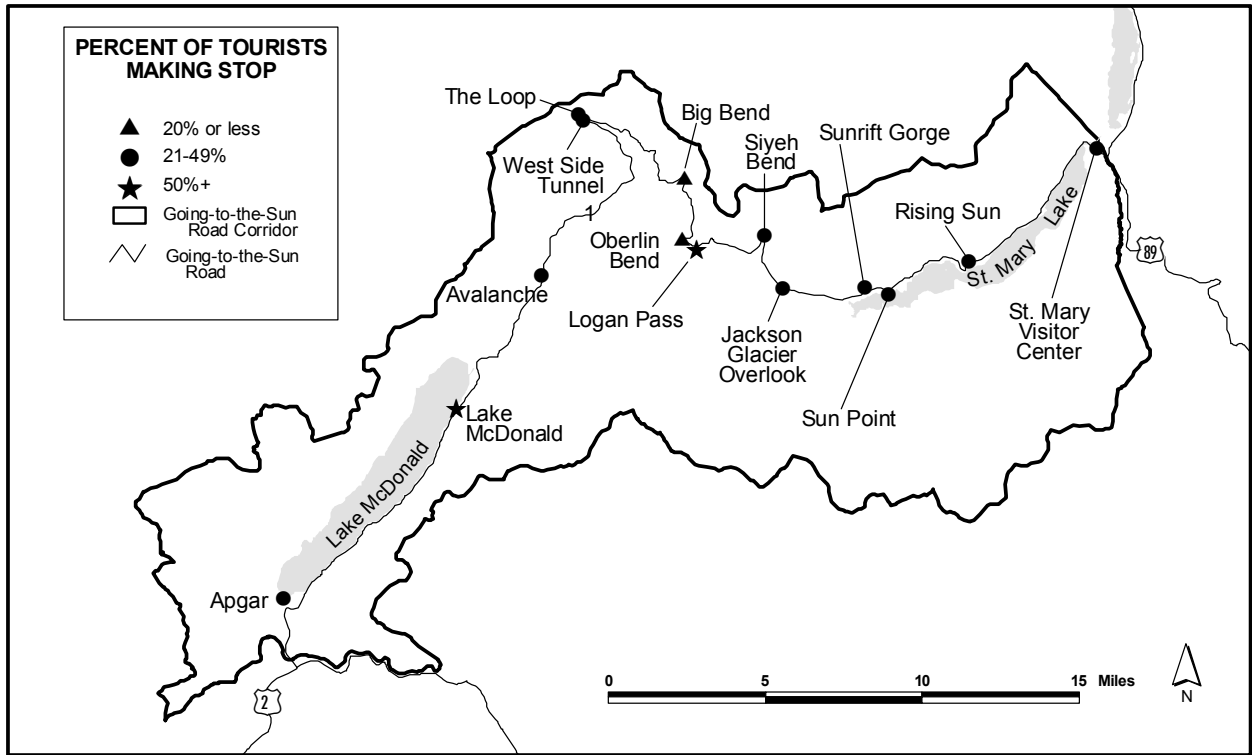 PERCENT OF TOURISTS
MAKING STOP
20% or less
21-49%
50%+
Going-to-the-Sun
Road Corridor
Going-to-the-Sun
Road
The Loop
Big Bend
West Side
Tunnel
1
Siyeh
Bend
Sunrift Gorge
Oberlin
Bend
Rising Sun
St. Mary Lake
89
Avalanche
Logan Pass
Jackson
Glacier
Overlook
St. Mary
Visitor
Center
Sun Point
Lake
McDonald
Lake McDonald
Apgar
2
0 5 10 15 Miles
N